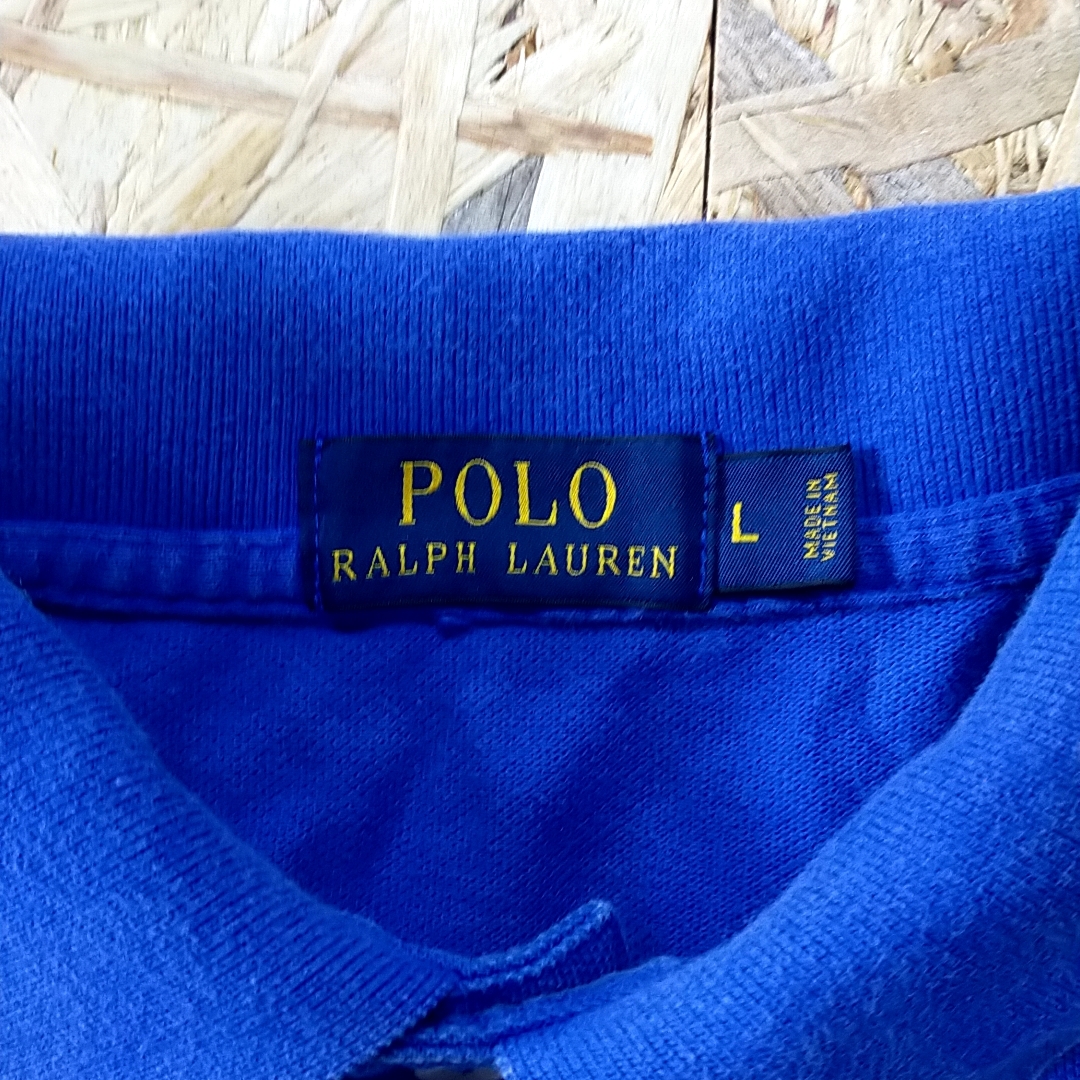 POLO
RALPH LAUREN
L
MADE IN
VIETNAM